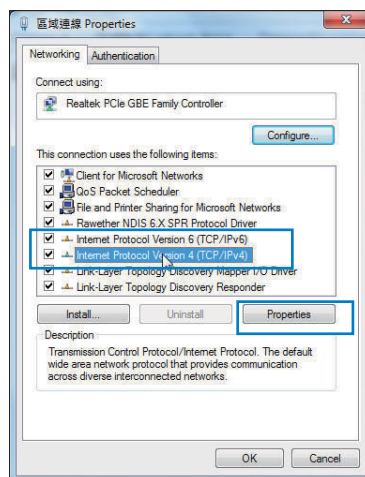 區域連線 Properties
Networking
Authentication
Connect using:
Realtek PCIe GBE Family Controller
Configure...
This connection uses the following items:
Client for Microsoft Networks
QoS Packet Scheduler
File and Printer Sharing for Microsoft Networks
Rawether NDIS 6.X SPR Protocol Driver
Internet Protocol Version 6 (TCP/IPv6)
Internet Protocol Version 4 (TCP/IPv4)
Link-Layer Topology Discovery Mapper I/O Driver
Link-Layer Topology Discovery Responder
Install...
Uninstall
Properties
Description
Transmission Control Protocol/Internet Protocol. The default
wide area network protocol that provides communication
across diverse interconnected networks.
OK
Cancel